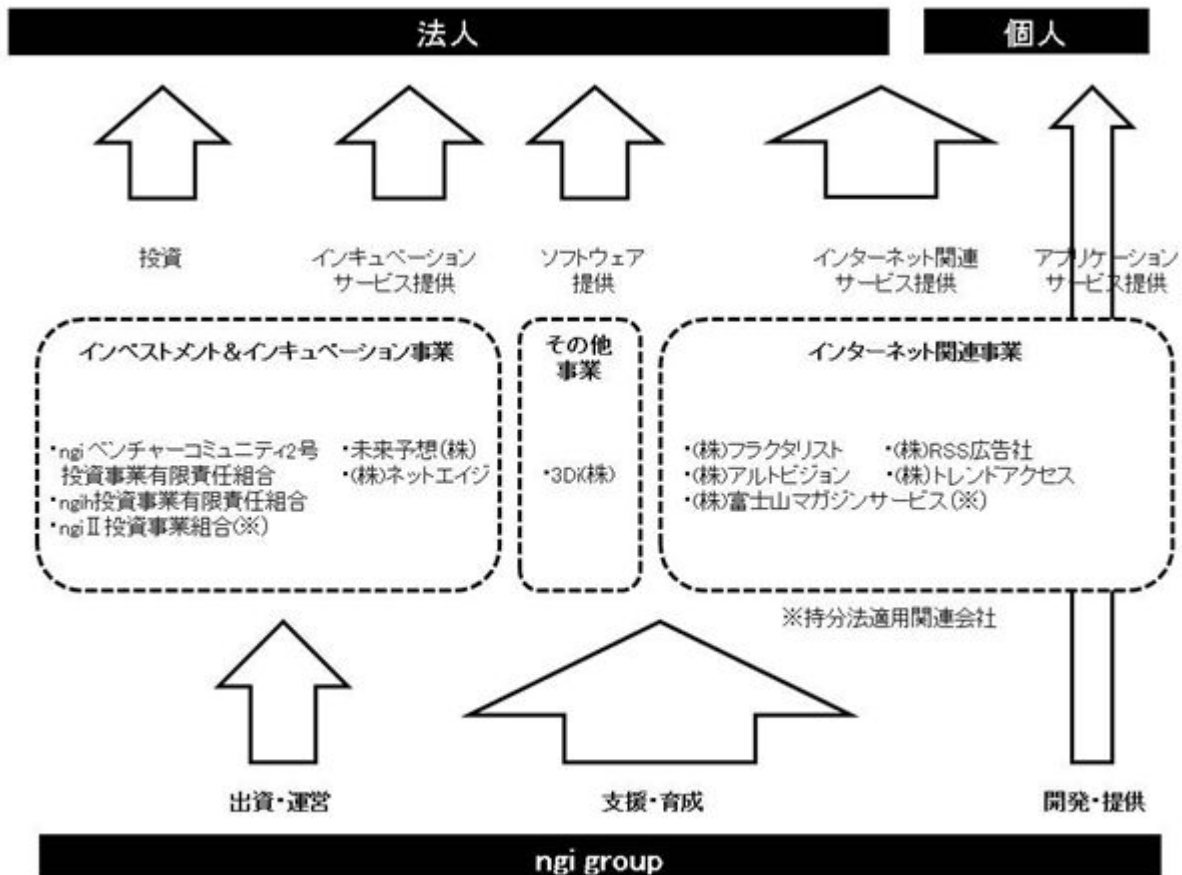 法人
個人
投資
インキュベーション
サービス提供
ソフトウェア
提供
インターネット関連
サービス提供
アプリケーション
サービス提供
インベストメント&インキュベーション事業
・ngi ベンチャーコミュニティ2号
投資事業有限責任組合
・ngih投資事業有限責任組合
・ngiⅡ投資事業組合(※)
・未来予想(株)
・(株)ネットエイジ
その他
事業
・3Di(株)
インターネット関連事業
・(株)フラクタリスト
・(株)アルトビジョン
・(株)富士山マガジンサービス(※)
・(株)RSS広告社
・(株)トレンドアクセス
※持分法適用関連会社
出資・運営
支援・育成
開発・提供
ngi group